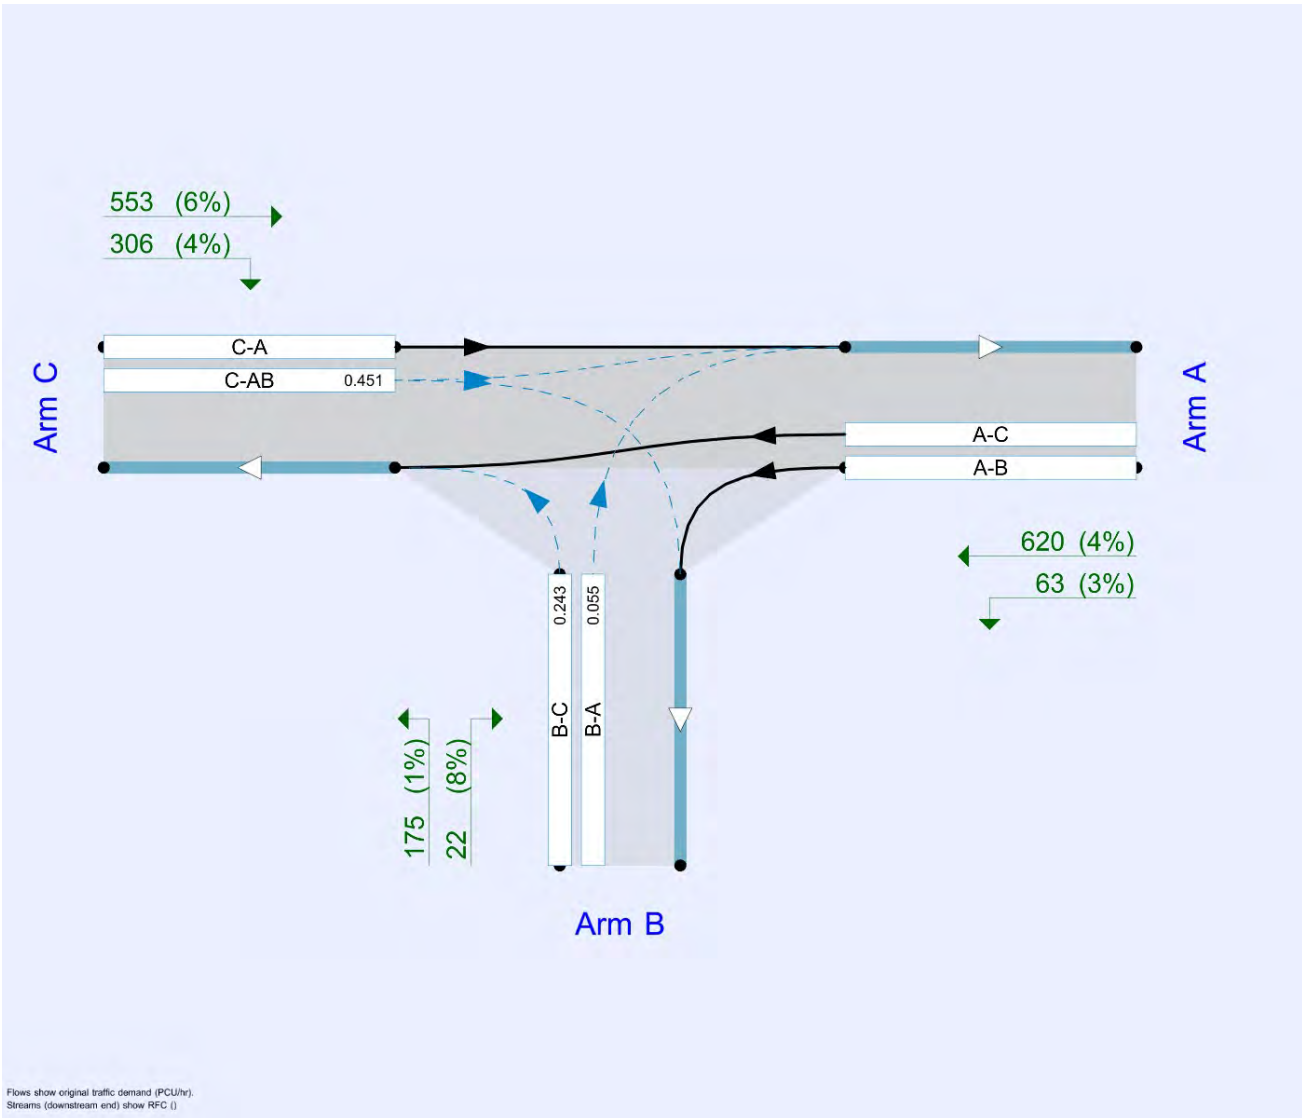 553 (6%)
306 (4%)
C-A
C-AB 0.451
Arm C
Arm A
A-C
A-B
620 (4%)
63 (3%)
0.243
0.055
B-C
B-A
175 (1%)
22 (8%)
Arm B
Flows show original traffic demand (PCU/hr).
Streams (downstream end) show RFC ()